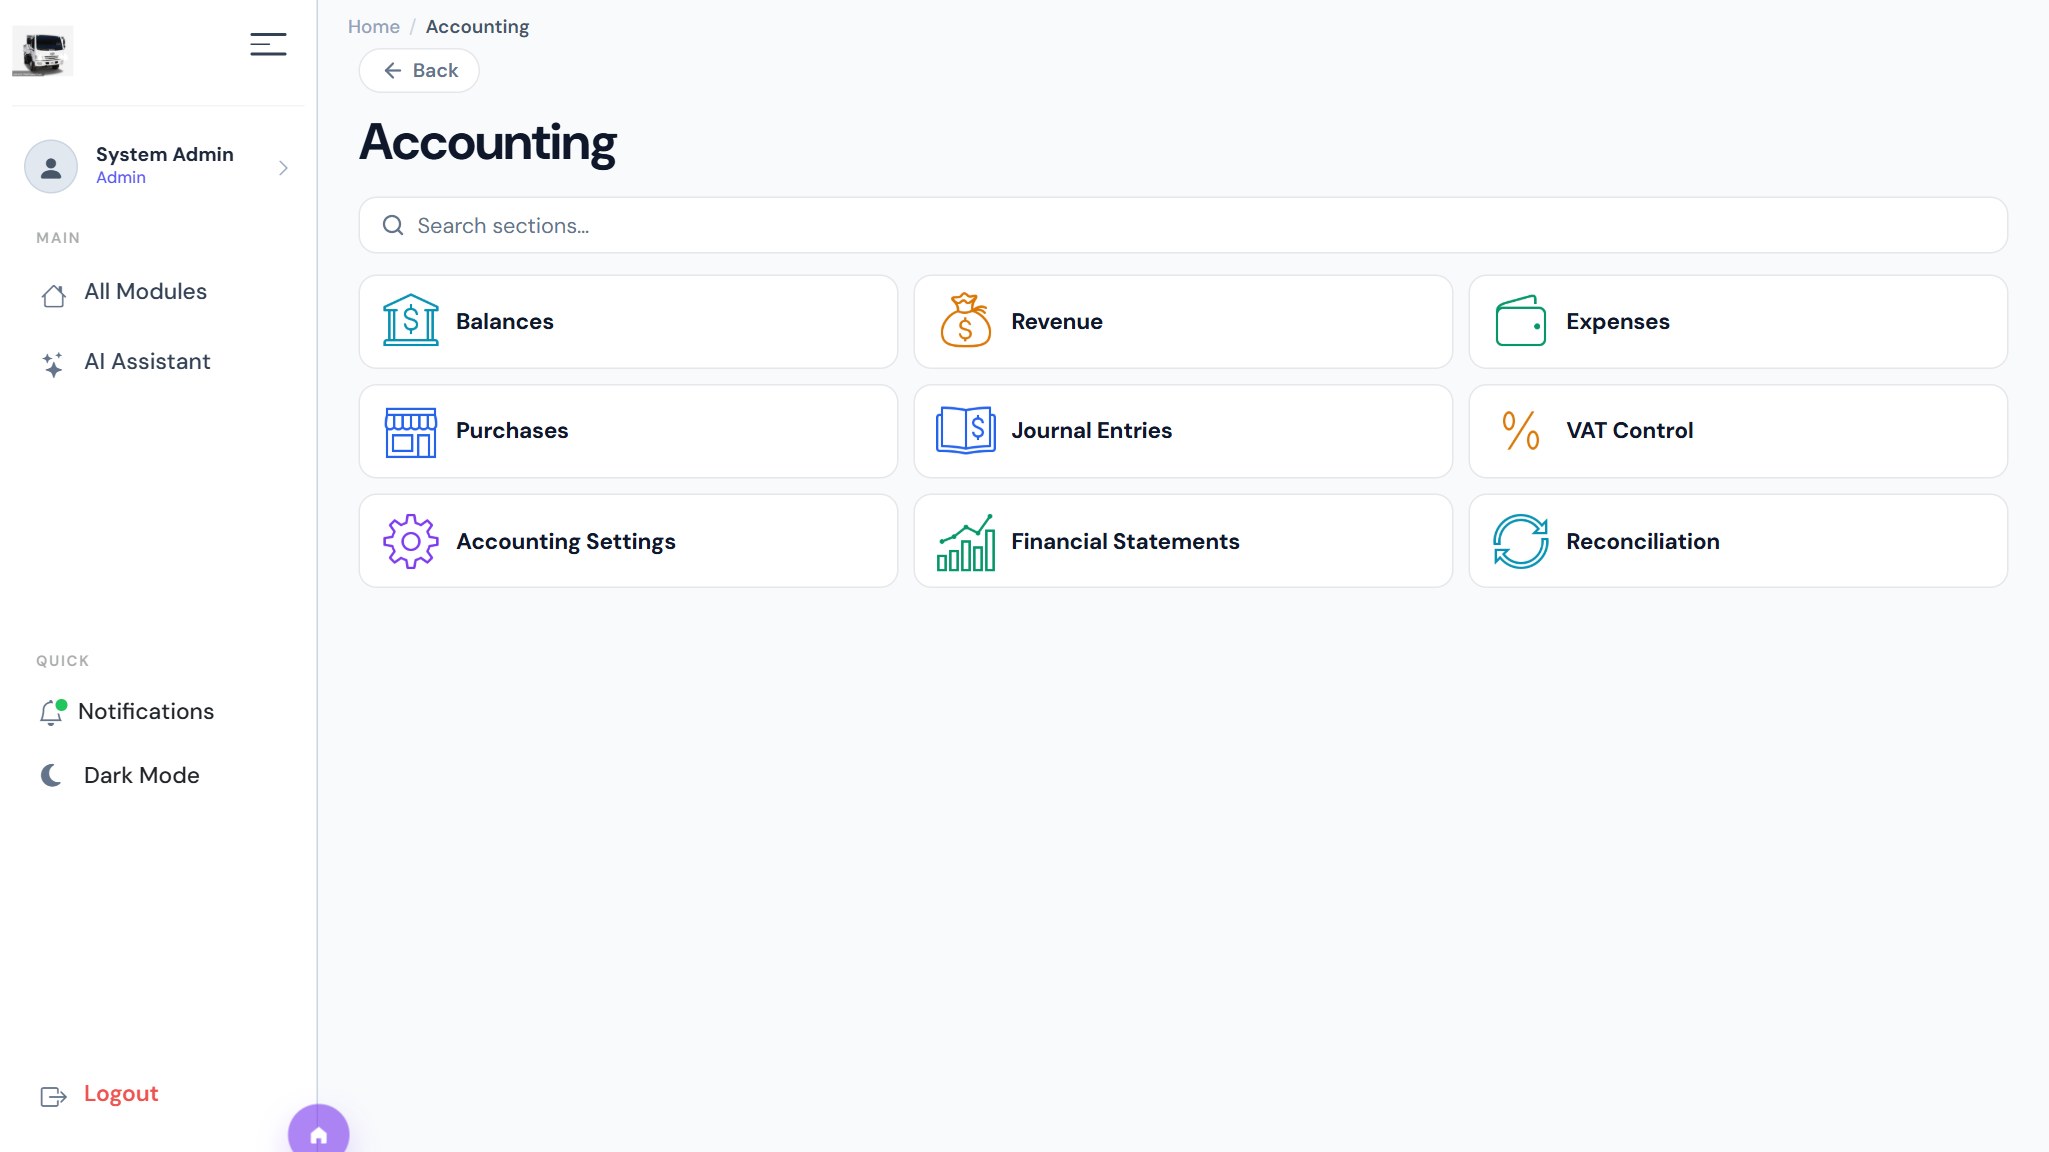 Home / Accounting
Back
System Admin
Admin
MAIN
All Modules
AI Assistant
QUICK
Notifications
Dark Mode
Logout
Accounting
Search sections...
Balances
Revenue
Expenses
Purchases
Journal Entries
VAT Control
Accounting Settings
Financial Statements
Reconciliation